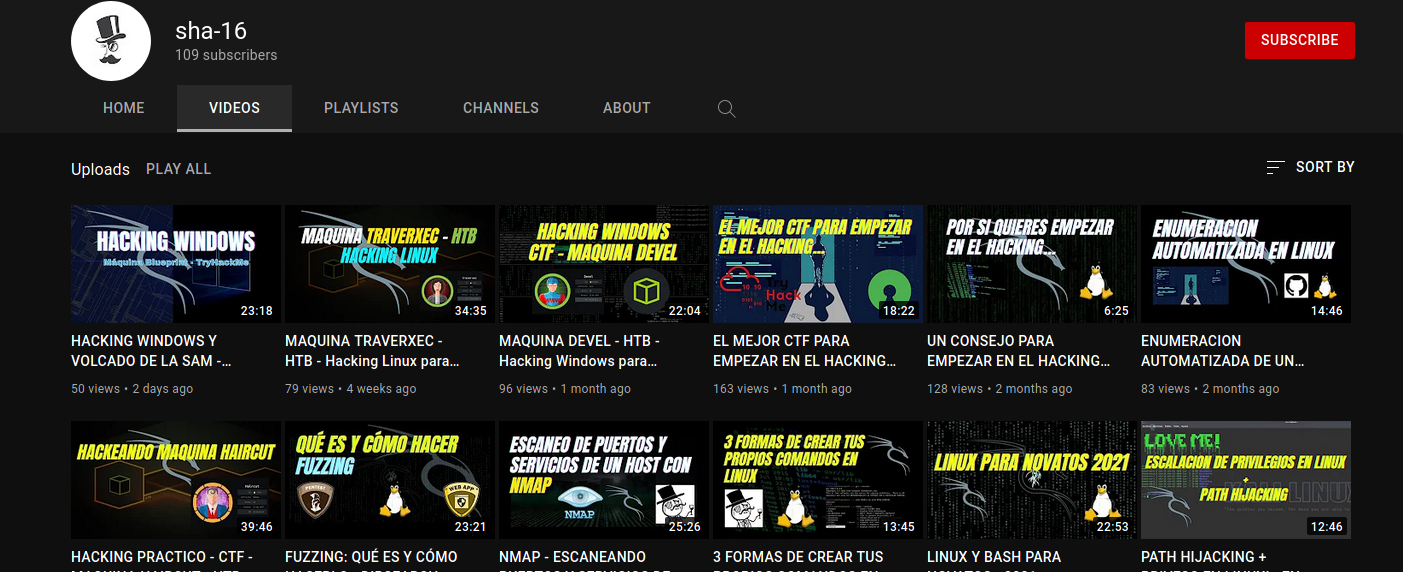 sha-16
109 subscribers
SUBSCRIBE
HOME
VIDEOS
PLAYLISTS
CHANNELS
ABOUT
Uploads
PLAY ALL
SORT BY
HACKING WINDOWS
Máquina Blueprint - TryHackMe
23:18
MAQUINA TRAVERXEC - HTB
HACKING LINUX
34:35
HACKING WINDOWS
CTF - MAQUINA DEVEL
22:04
EL MEJOR CTF PARA EMPEZAR
EN EL HACKING...
Hack
18:22
POR SI QUIERES EMPEZAR
EN EL HACKING...
6:25
ENUMERACION
AUTOMATIZADA EN LINUX
14:46
HACKING WINDOWS Y
VOLCADO DE LA SAM -...
50 views • 2 days ago
MAQUINA TRAVERXEC -
HTB - Hacking Linux para...
79 views • 4 weeks ago
MAQUINA DEVEL - HTB -
Hacking Windows para...
96 views • 1 month ago
EL MEJOR CTF PARA
EMPEZAR EN EL HACKING...
163 views • 1 month ago
UN CONSEJO PARA
EMPEZAR EN EL HACKING...
128 views • 2 months ago
ENUMERACION
AUTOMATIZADA DE UN...
83 views • 2 months ago
HACKEANDO MAQUINA HAIRCUT
39:46
QUÉ ES Y CÓMO HACER
FUZZING
PENTEST
WEB APP
23:21
ESCANEO DE PUERTOS Y
SERVICIOS DE UN HOST CON
NMAP
NMAP
25:26
3 FORMAS DE CREAR TUS
PROPIOS COMANDOS EN
LINUX
13:45
LINUX PARA NOVATOS 2021
22:53
LOVE ME!
ESCALACION DE PRIVILEGIOS EN LINUX
+
PATH HIJACKING
12:46
HACKING PRACTICO - CTF -
FUZZING: QUÉ ES Y CÓMO
NMAP - ESCANEANDO
3 FORMAS DE CREAR TUS
LINUX Y BASH PARA
PATH HIJACKING +